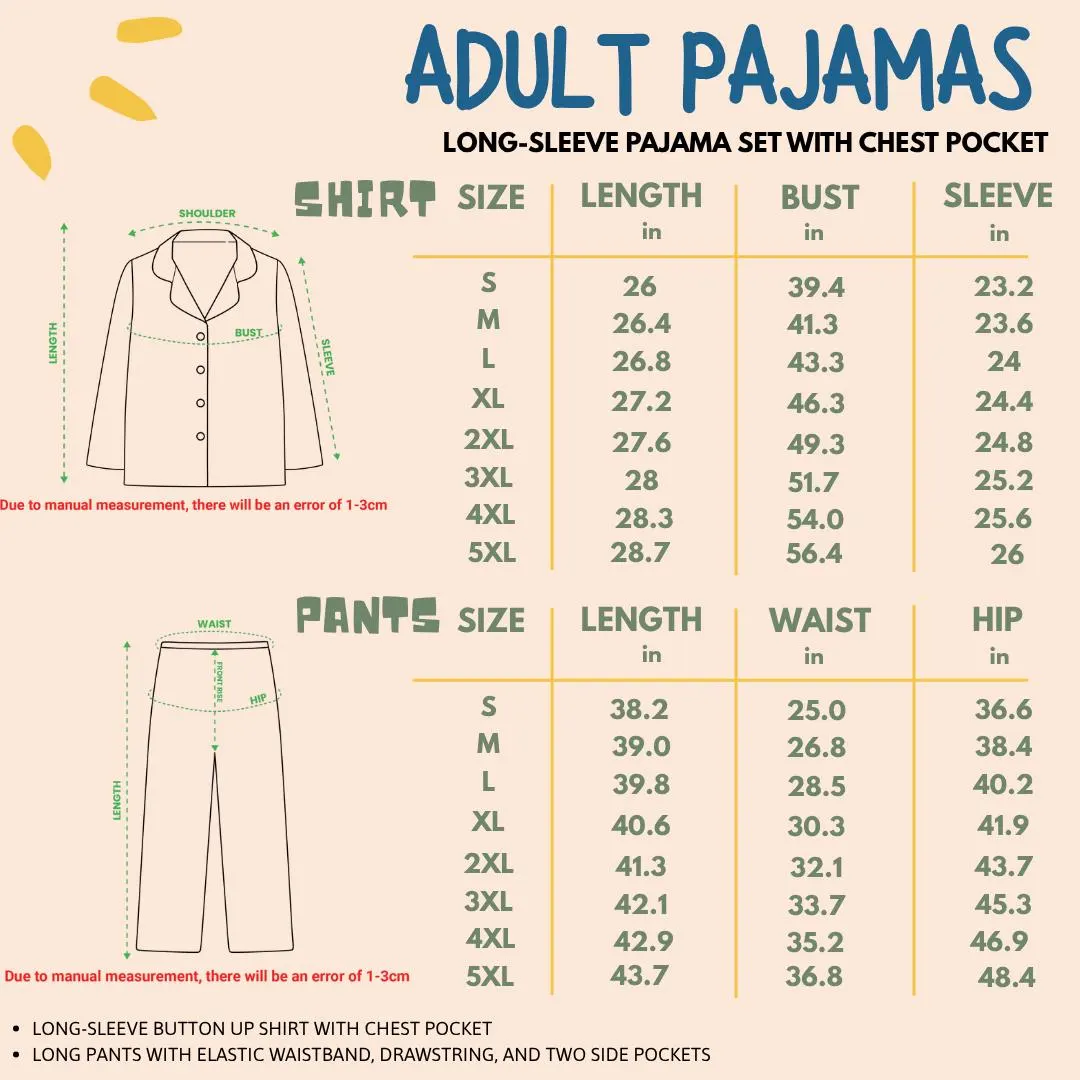 ADULT PAJAMAS
LONG-SLEEVE PAJAMA SET WITH CHEST POCKET
SHIRT SIZE LENGTH BUST SLEEVE
in in in
S 26 39.4 23.2
M 26.4 41.3 23.6
L 26.8 43.3 24
XL 27.2 46.3 24.4
2XL 27.6 49.3 24.8
3XL 28 51.7 25.2
4XL 28.3 54.0 25.6
5XL 28.7 56.4 26
SHOULDER
LENGTH
BUST
SLEEVE
Due to manual measurement, there will be an error of 1-3cm
PANTS SIZE LENGTH WAIST HIP
in in in
S 38.2 25.0 36.6
M 39.0 26.8 38.4
L 39.8 28.5 40.2
XL 40.6 30.3 41.9
2XL 41.3 32.1 43.7
3XL 42.1 33.7 45.3
4XL 42.9 35.2 46.9
5XL 43.7 36.8 48.4
WAIST
FRONT RISE
HIP
LENGTH
Due to manual measurement, there will be an error of 1-3cm
• LONG-SLEEVE BUTTON UP SHIRT WITH CHEST POCKET
• LONG PANTS WITH ELASTIC WAISTBAND, DRAWSTRING, AND TWO SIDE POCKETS